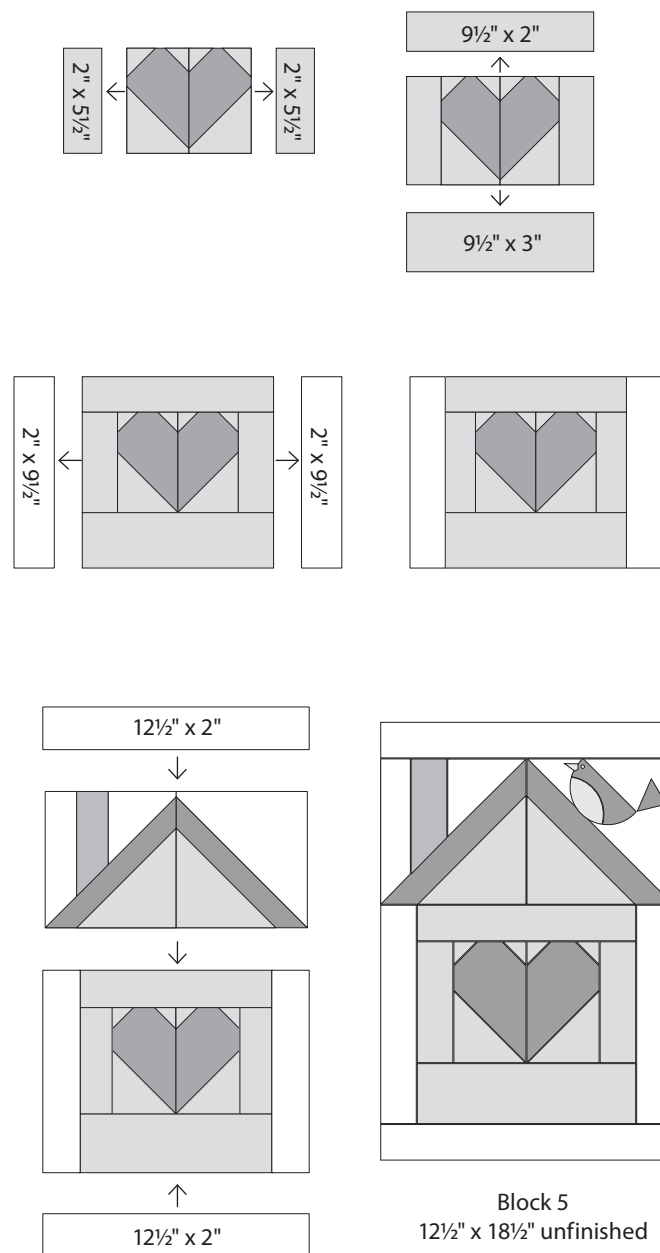 2" x 5½"
2" x 5½"
9½" x 2"
9½" x 3"
2" x 9½"
2" x 9½"
12½" x 2"
12½" x 2"
Block 5
12½" x 18½" unfinished